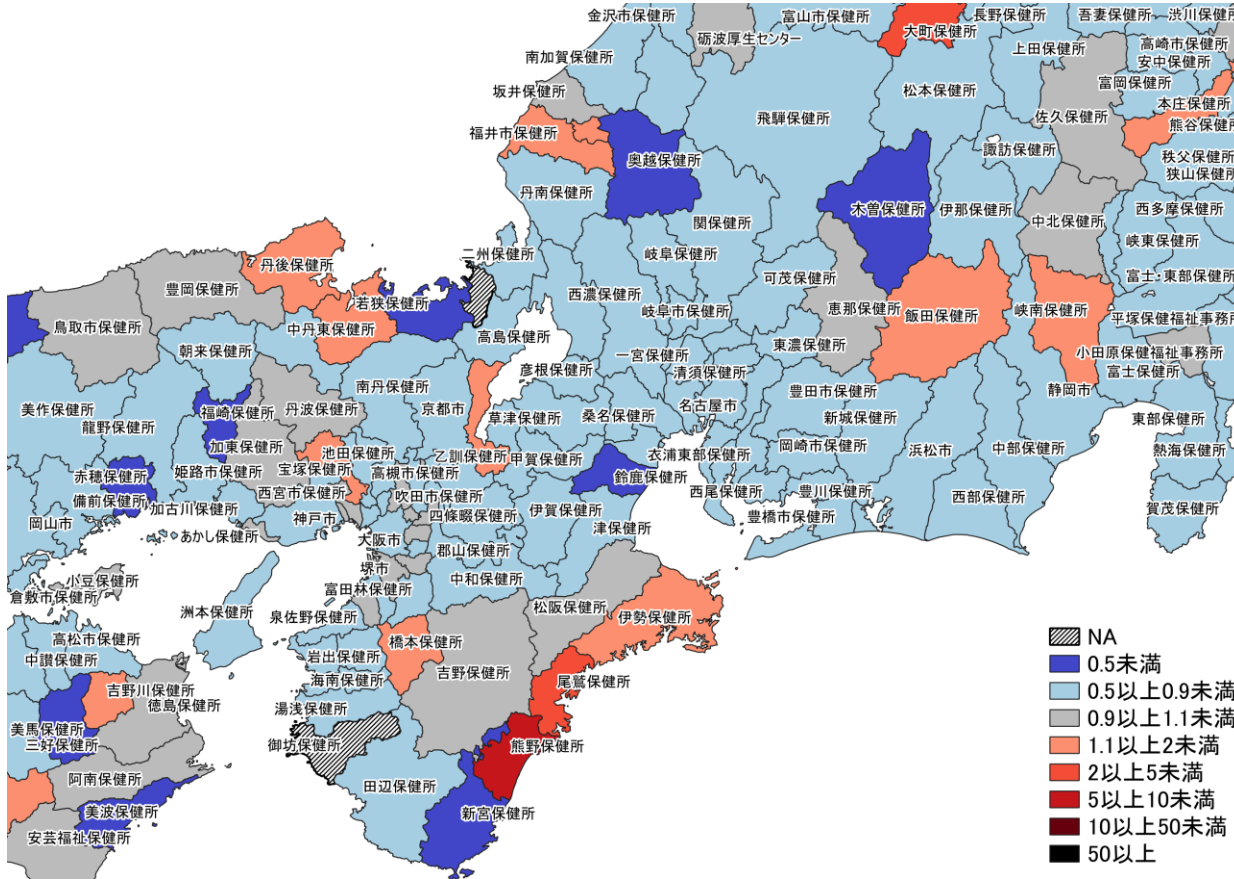 金沢市保健所
富山市保健所
長野保健所
吾妻保健所
渋川保健所
大町保健所
砺波厚生センター
高崎市保健所
南加賀保健所
上田保健所
安中保健所
富岡保健所
坂井保健所
松本保健所
本庄保健所
佐久保健所
飛騨保健所
熊谷保健所
福井市保健所
諏訪保健所
秩父保健所
奥越保健所
狭山保健所
丹南保健所
木曽保健所
伊那保健所
西多摩保健所
関保健所
中北保健所
峡東保健所
二州保健所
岐阜保健所
丹後保健所
可茂保健所
富士・東部保健所
豊岡保健所
西濃保健所
若狭保健所
岐阜市保健所
恵那保健所
飯田保健所
峡南保健所
鳥取市保健所
中丹東保健所
平塚保健福祉事務所
高島保健所
東濃保健所
朝来保健所
一宮保健所
小田原保健福祉事務所
彦根保健所
清須保健所
富士保健所
南丹保健所
豊田市保健所
静岡市
美作保健所
福崎保健所
丹波保健所
京都市
草津保健所
桑名保健所
名古屋市
新城保健所
東部保健所
龍野保健所
加東保健所
池田保健所
乙訓保健所
甲賀保健所
衣浦東部保健所
岡崎市保健所
浜松市
中部保健所
熱海保健所
姫路市保健所
宝塚保健所
高槻市保健所
赤穂保健所
鈴鹿保健所
西宮市保健所
吹田市保健所
西尾保健所
豊川保健所
西部保健所
賀茂保健所
備前保健所
加古川保健所
神戸市
四條畷保健所
伊賀保健所
豊橋市保健所
岡山市
あかし保健所
大阪市
津保健所
郡山保健所
堺市
小豆保健所
中和保健所
倉敷市保健所
富田林保健所
洲本保健所
泉佐野保健所
松阪保健所
伊勢保健所
高松市保健所
橋本保健所
中讃保健所
岩出保健所
吉野保健所
海南保健所
尾鷲保健所
吉野川保健所
徳島保健所
湯浅保健所
美馬保健所
三好保健所
御坊保健所
熊野保健所
阿南保健所
田辺保健所
美波保健所
新宮保健所
安芸福祉保健所
NA
0.5未満
0.5以上0.9未満
0.9以上1.1未満
1.1以上2未満
2以上5未満
5以上10未満
10以上50未満
50以上